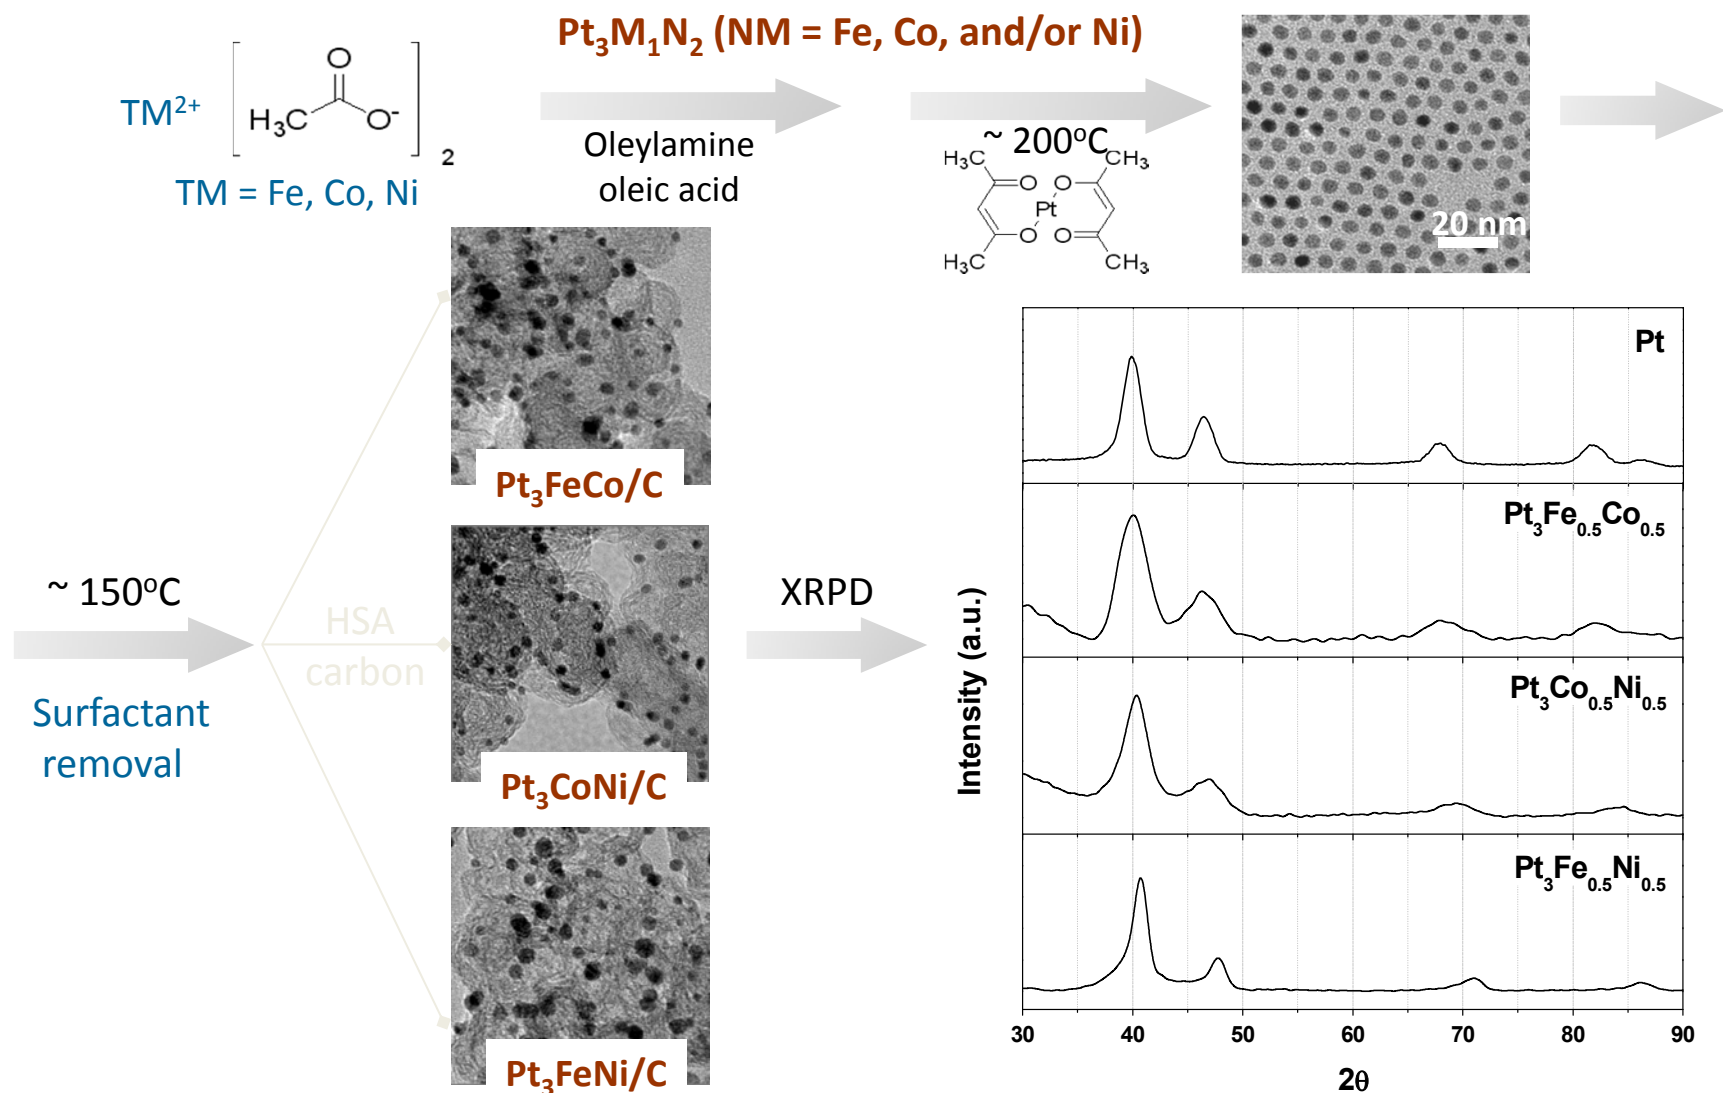 Pt₃M₁N₂ (NM = Fe, Co, and/or Ni)
TM²⁺
O
H₃C
O⁻
2
TM = Fe, Co, Ni
Oleylamine
oleic acid
~ 200ºC
H₃C
CH₃
O
O
Pt
O
O
H₃C
CH₃
20 nm
Pt₃FeCo/C
~ 150ºC
HSA
carbon
Surfactant
removal
Pt₃CoNi/C
Pt₃FeNi/C
XRPD
Intensity (a.u.)
Pt
Pt₃Fe₀.₅Co₀.₅
Pt₃Co₀.₅Ni₀.₅
Pt₃Fe₀.₅Ni₀.₅
30 40 50 60 70 80 90
2θ